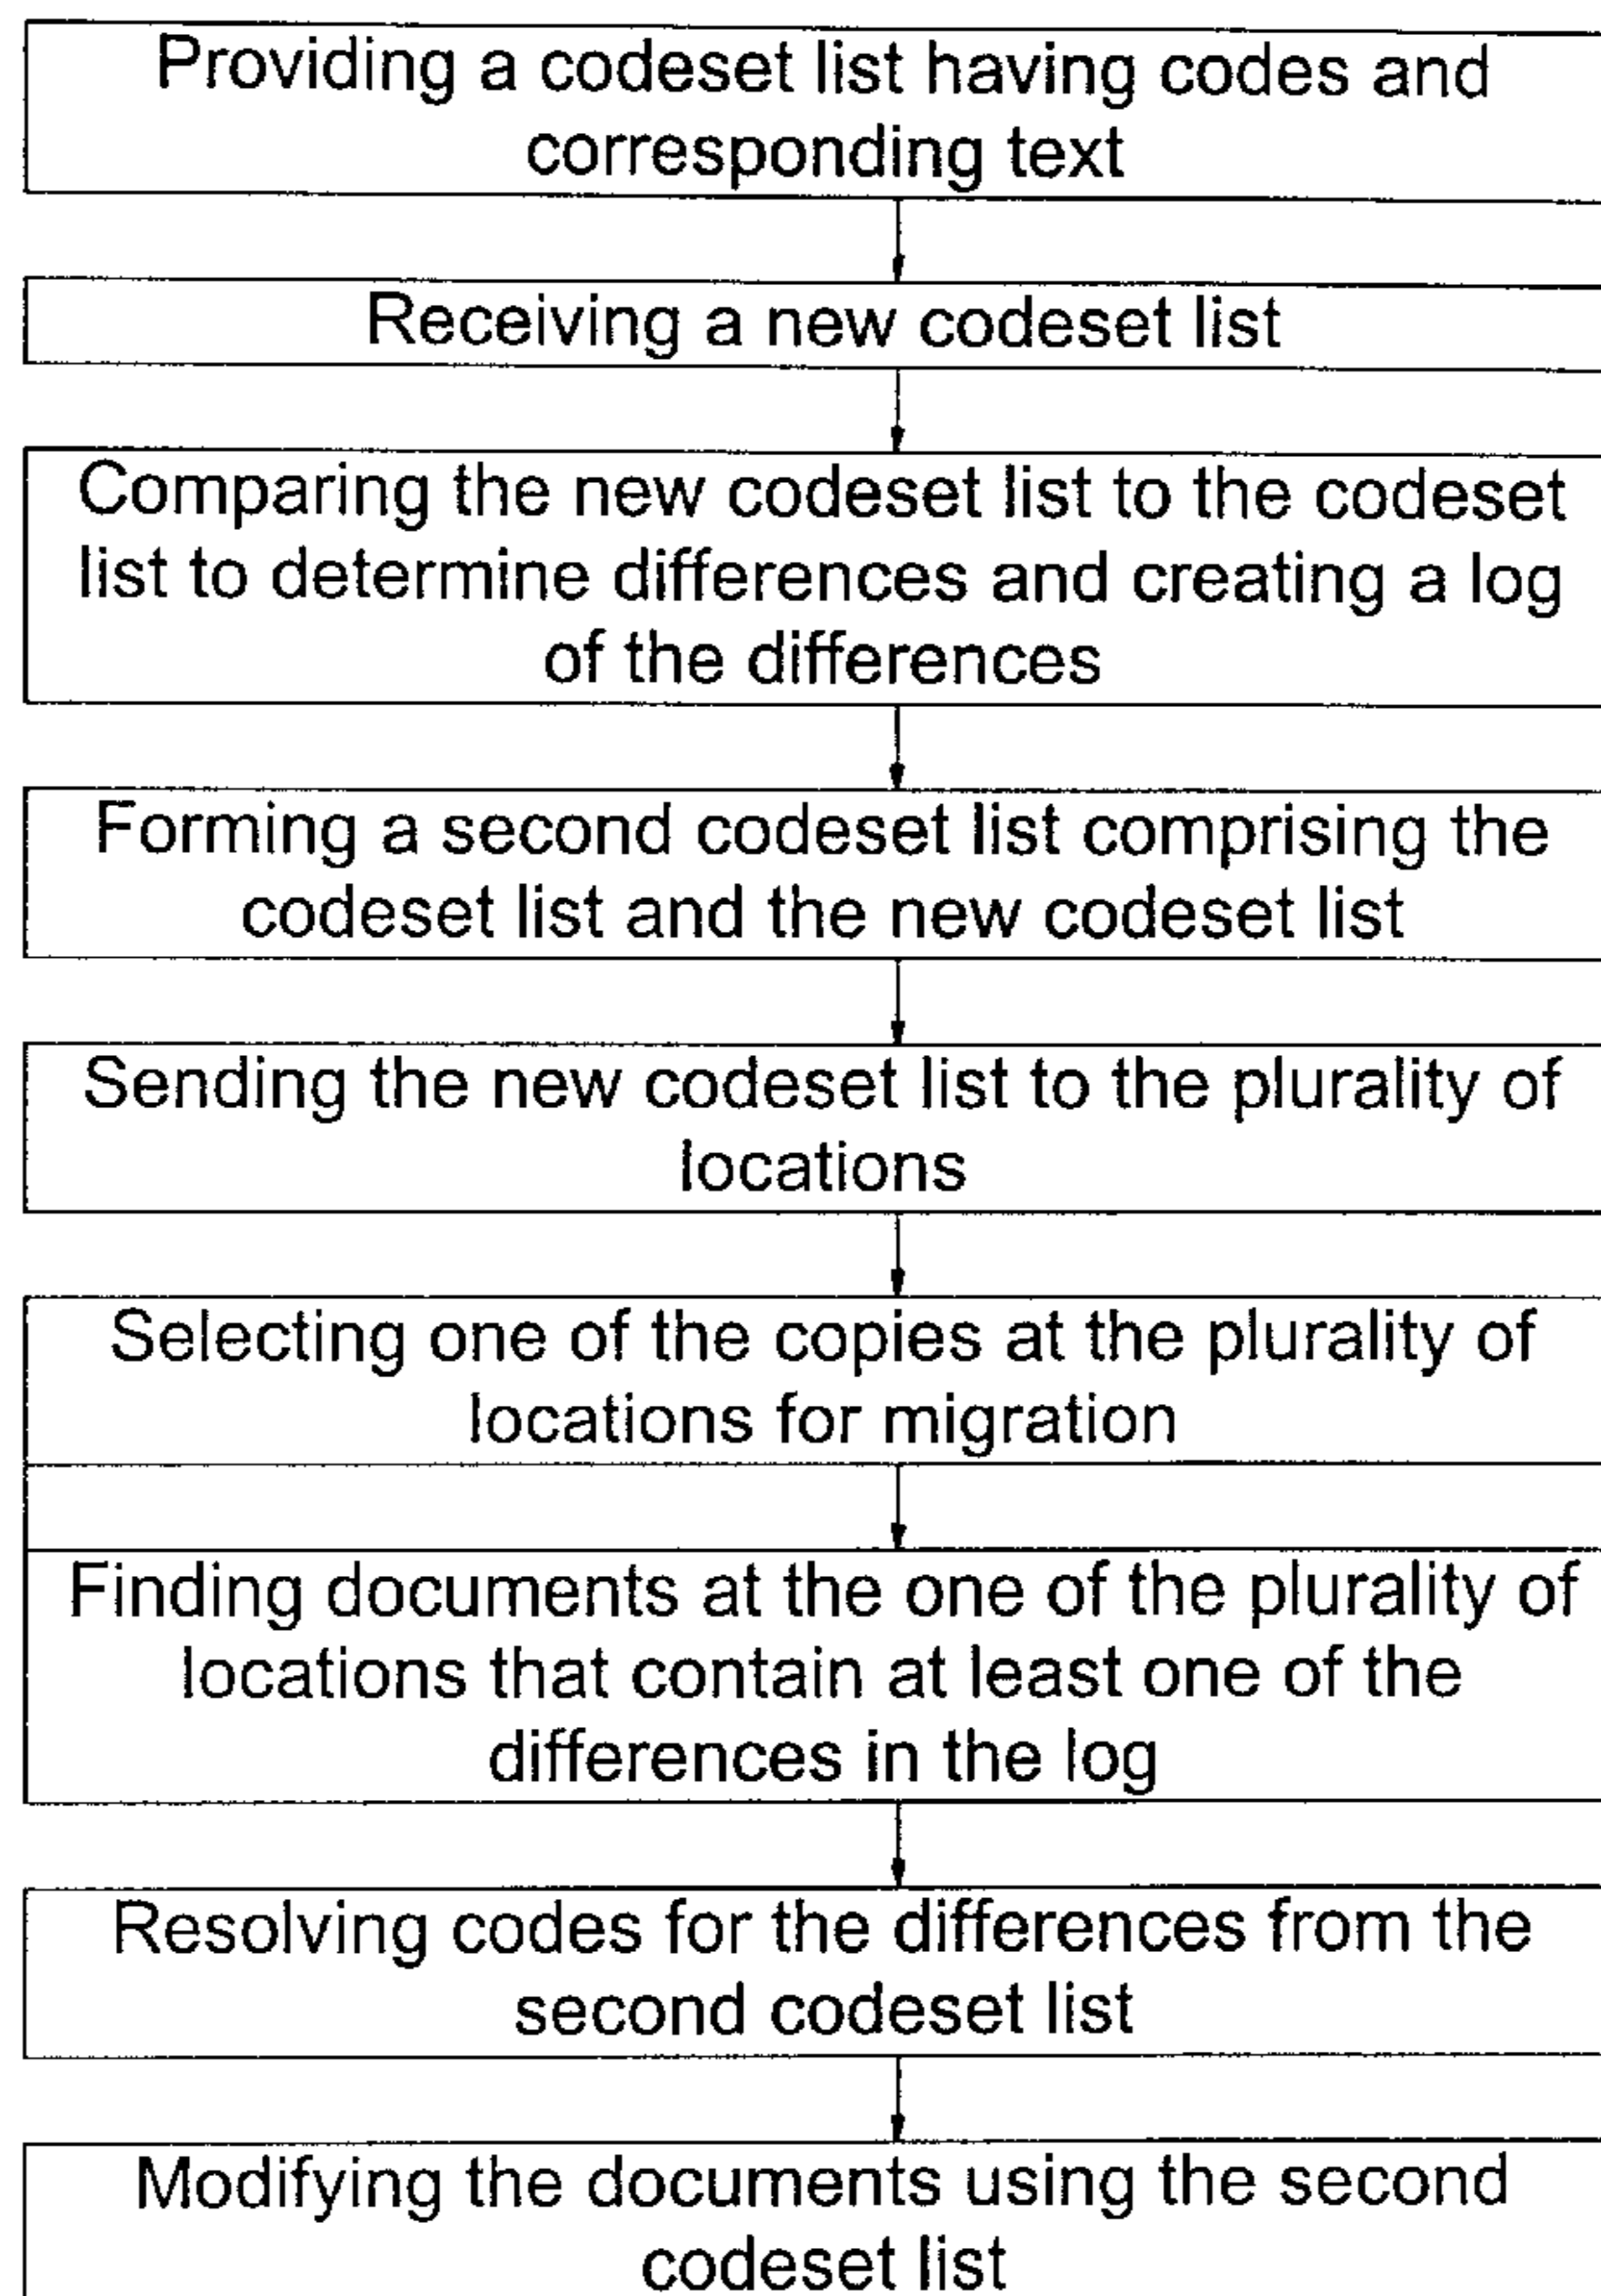 Providing a codeset list having codes and
corresponding text
Receiving a new codeset list
Comparing the new codeset list to the codeset
list to determine differences and creating a log
of the differences
Forming a second codeset list comprising the
codeset list and the new codeset list
Sending the new codeset list to the plurality of
locations
Selecting one of the copies at the plurality of
locations for migration
Finding documents at the one of the plurality of
locations that contain at least one of the
differences in the log
Resolving codes for the differences from the
second codeset list
Modifying the documents using the second
codeset list